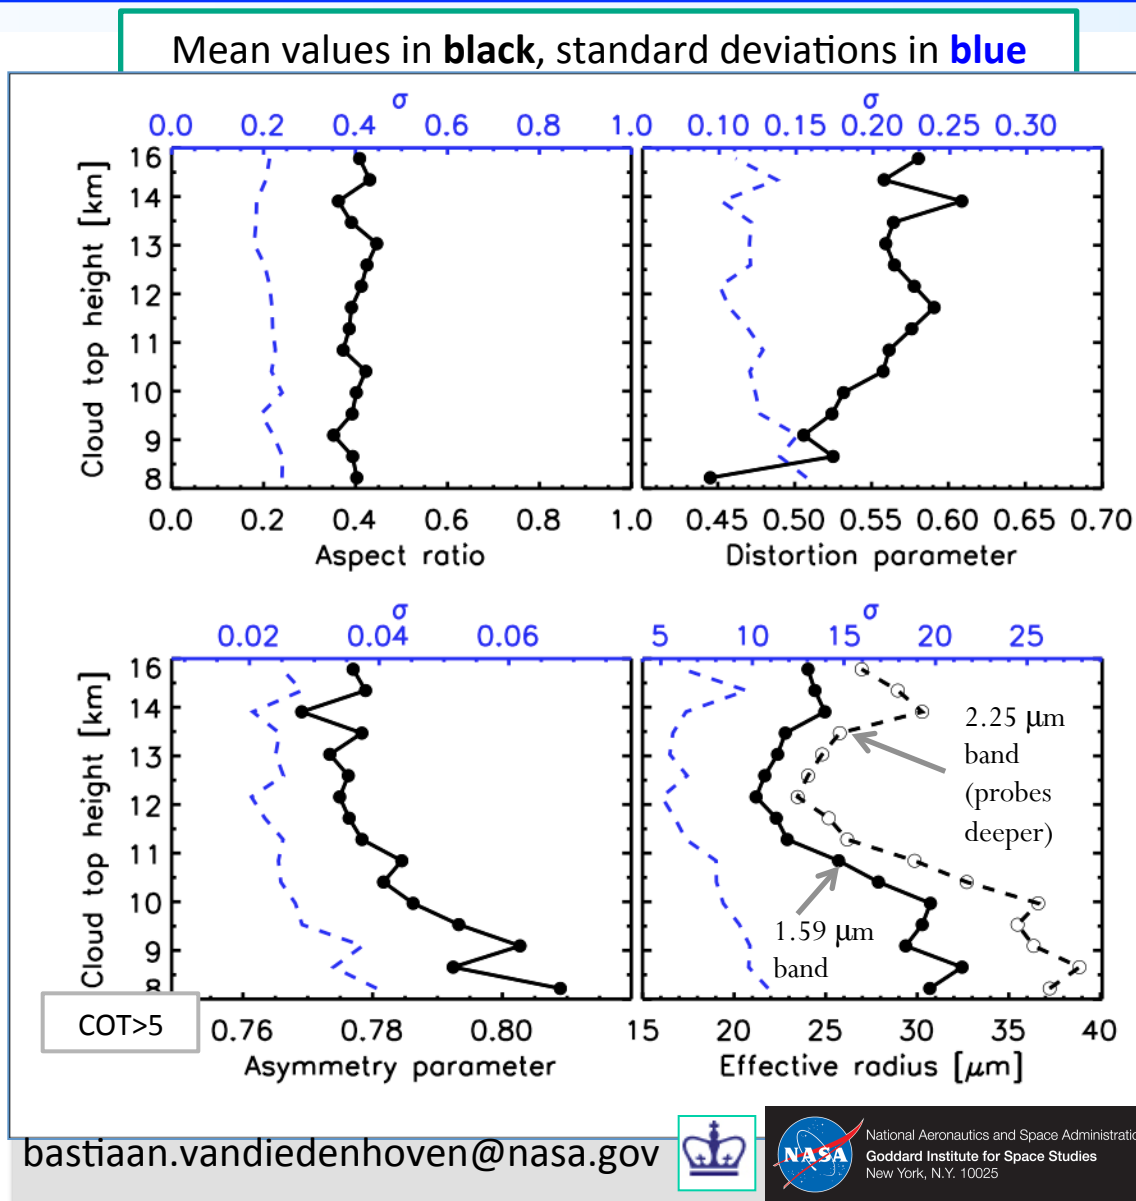 Mean values in black, standard deviations in blue
σ
0.0 0.2 0.4 0.6 0.8 1.0
16
14
13
12
11
10
9
8
Cloud top height [km]
0.0 0.2 0.4 0.6 0.8 1.0
Aspect ratio
σ
0.10 0.15 0.20 0.25 0.30
0.45 0.50 0.55 0.60 0.65 0.70
Distortion parameter
σ
0.02 0.04 0.06
16
14
13
12
11
10
9
8
Cloud top height [km]
COT>5
0.76 0.78 0.80
Asymmetry parameter
σ
5 10 15 20 25
2.25 μm
band
(probes
deeper)
1.59 μm
band
15 20 25 30 35 40
Effective radius [μm]
bastiaan.vandiedenhoven@nasa.gov
NASA
National Aeronautics and Space Administratio
Goddard Institute for Space Studies
New York, N.Y. 10025